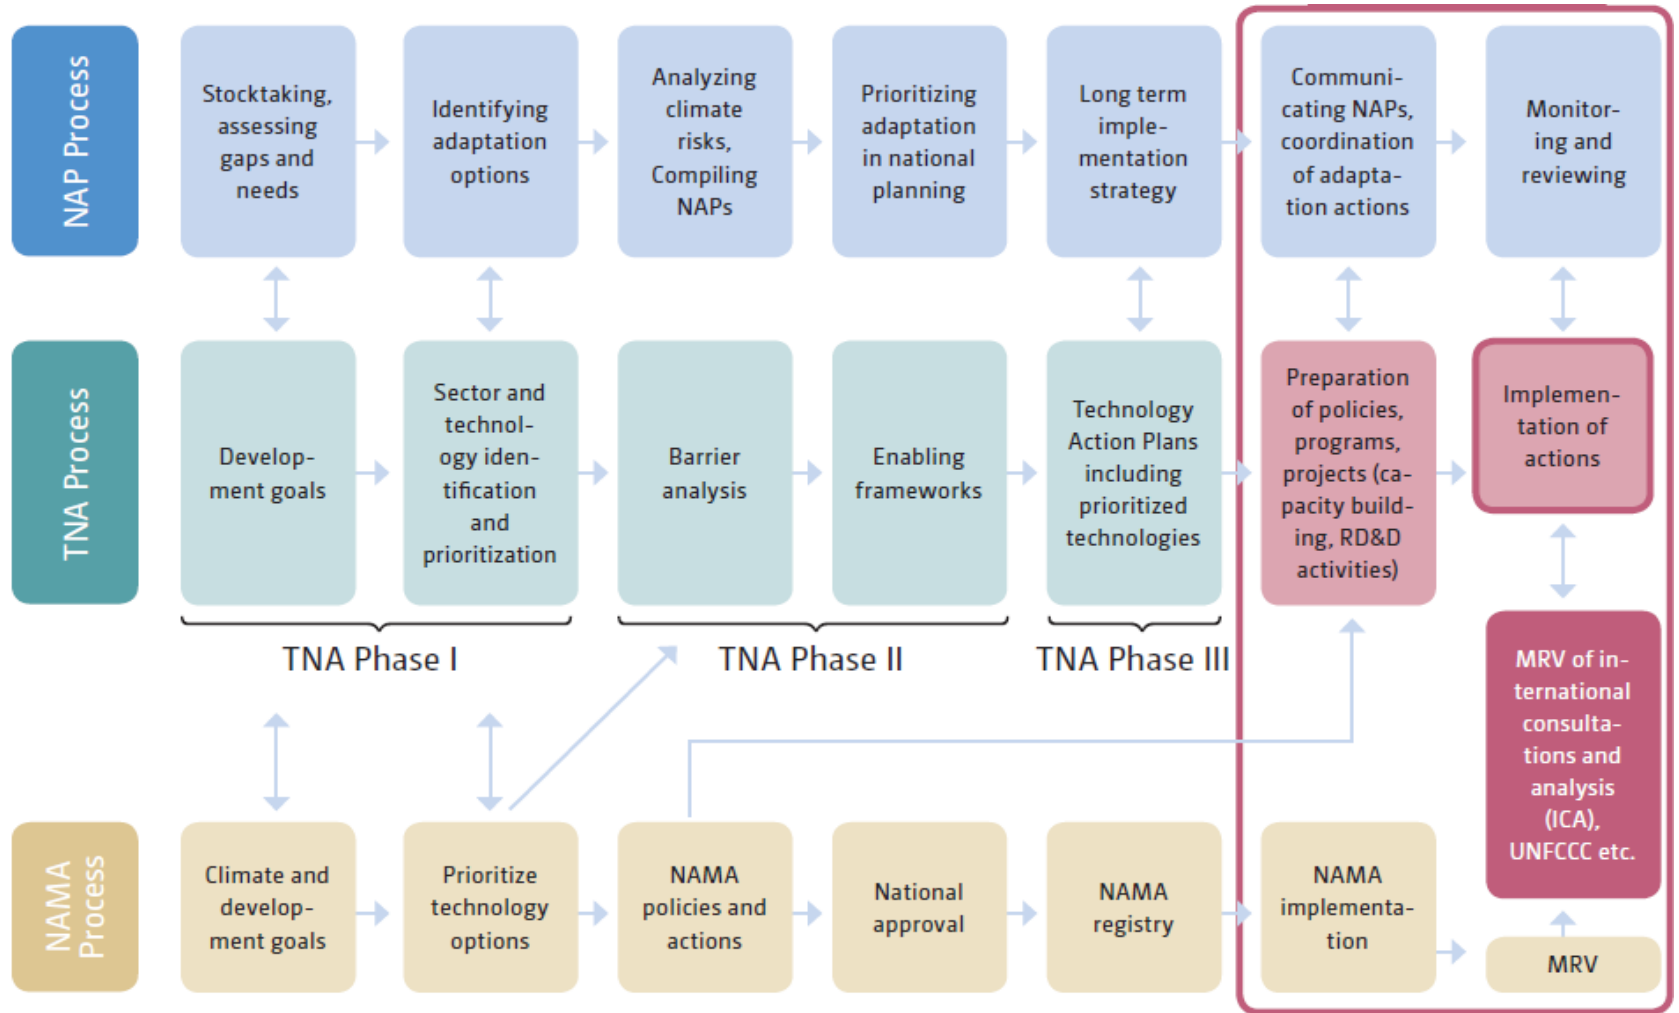 NAP Process
Stocktaking,
assessing
gaps and
needs
Identifying
adaptation
options
Analyzing
climate
risks,
Compiling
NAPs
Prioritizing
adaptation
in national
planning
Long term
imple-
mentation
strategy
Communi-
cating NAPs,
coordination
of adapta-
tion actions
Monitor-
ing and
reviewing
TNA Process
Develop-
ment goals
Sector and
technol-
ogy iden-
tification
and
prioritization
Barrier
analysis
Enabling
frameworks
Technology
Action Plans
including
prioritized
technologies
Preparation
of policies,
programs,
projects (ca-
pacity build-
ing, RD&D
activities)
Implemen-
tation of
actions
TNA Phase I
TNA Phase II
TNA Phase III
MRV of in-
ternational
consulta-
tions and
analysis
(ICA),
UNFCCC etc.
NAMA
Process
Climate and
develop-
ment goals
Prioritize
technology
options
NAMA
policies and
actions
National
approval
NAMA
registry
NAMA
implementa-
tion
MRV